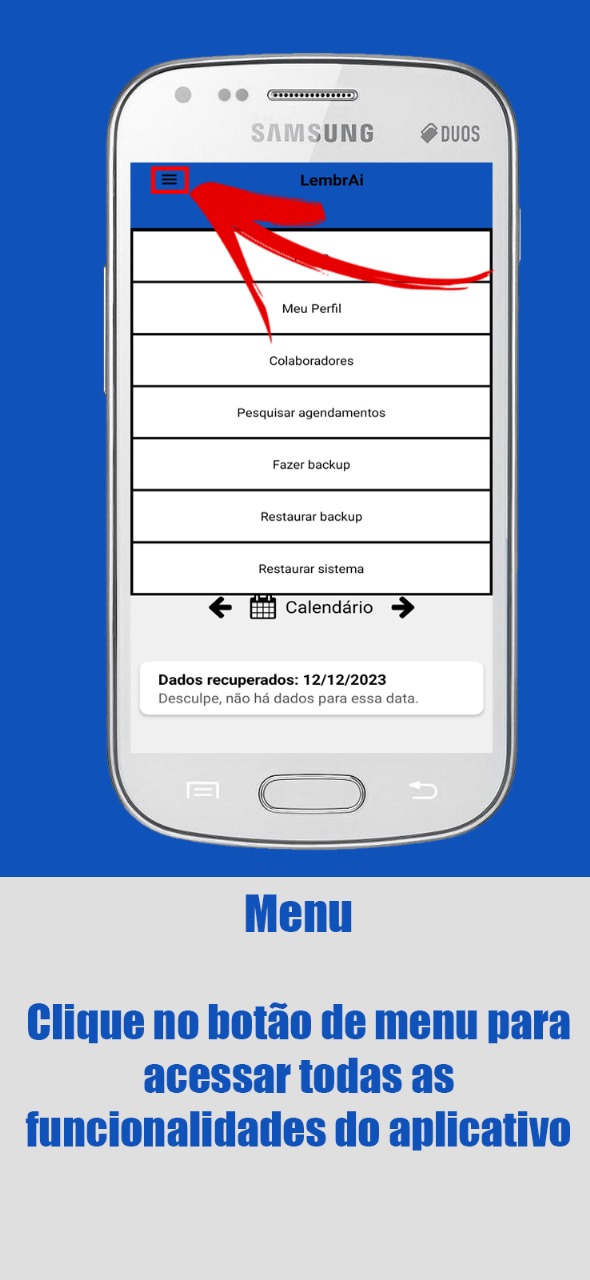 SAMSUNG DUOS
LembrAi
Meu Perfil
Colaboradores
Pesquisar agendamentos
Fazer backup
Restaurar backup
Restaurar sistema
Calendário
Dados recuperados: 12/12/2023
Desculpe, não há dados para essa data.
Menu
Clique no botão de menu para
acessar todas as
funcionalidades do aplicativo